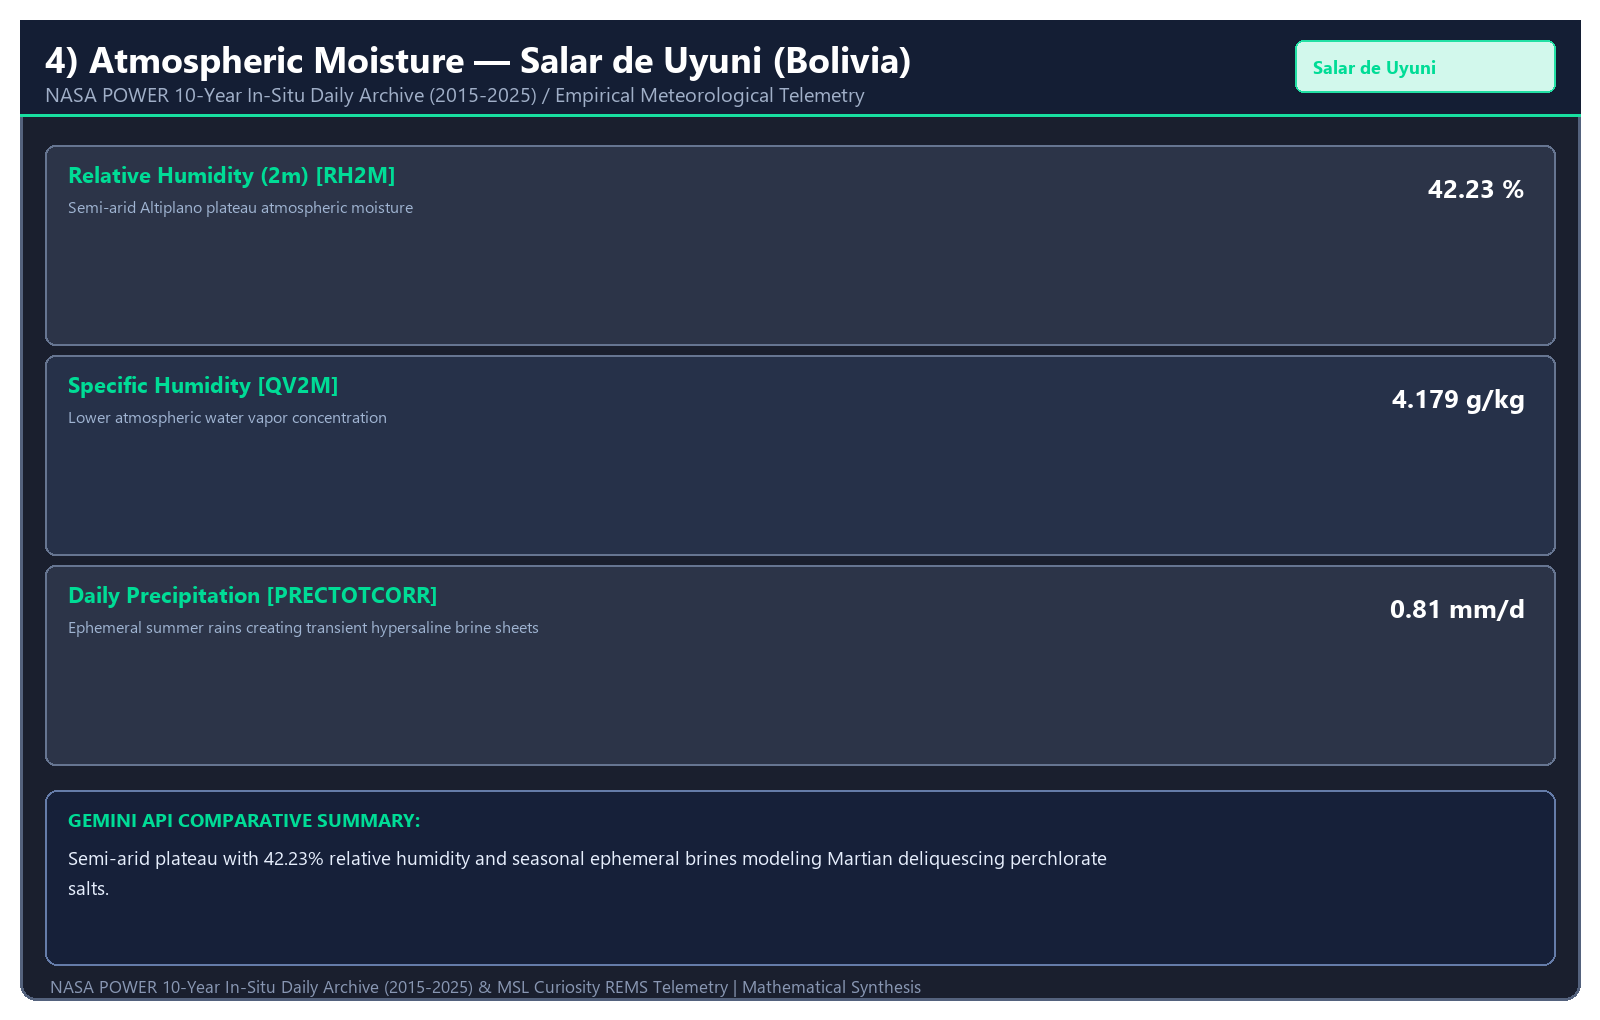 4) Atmospheric Moisture — Salar de Uyuni (Bolivia)
NASA POWER 10-Year In-Situ Daily Archive (2015-2025) / Empirical Meteorological Telemetry
Salar de Uyuni
Relative Humidity (2m) [RH2M]
Semi-arid Altiplano plateau atmospheric moisture
42.23 %
Specific Humidity [QV2M]
Lower atmospheric water vapor concentration
4.179 g/kg
Daily Precipitation [PRECTOTCORR]
Ephemeral summer rains creating transient hypersaline brine sheets
0.81 mm/d
GEMINI API COMPARATIVE SUMMARY:
Semi-arid plateau with 42.23% relative humidity and seasonal ephemeral brines modeling Martian deliquescing perchlorate
salts.
NASA POWER 10-Year In-Situ Daily Archive (2015-2025) & MSL Curiosity REMS Telemetry | Mathematical Synthesis